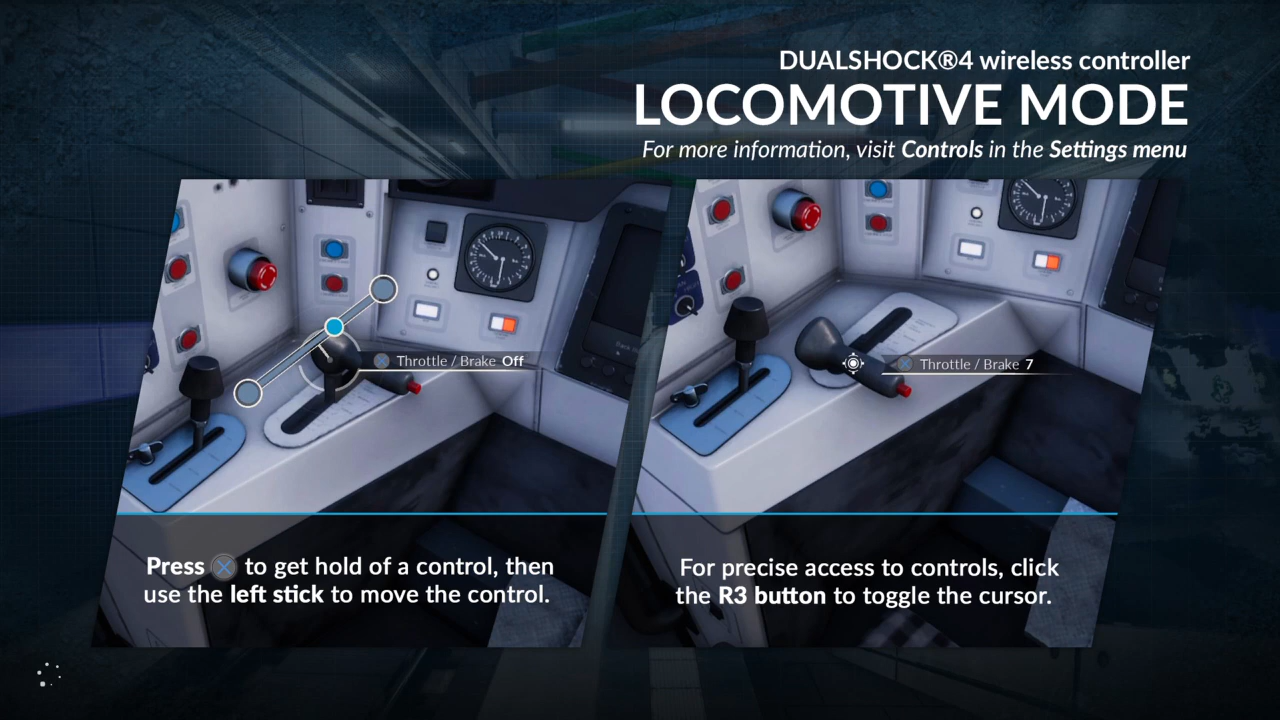 DUALSHOCK®4 wireless controller
LOCOMOTIVE MODE
For more information, visit Controls in the Settings menu
Throttle / Brake Off
Throttle / Brake 7
Press ⓧ to get hold of a control, then
use the left stick to move the control.
For precise access to controls, click
the R3 button to toggle the cursor.